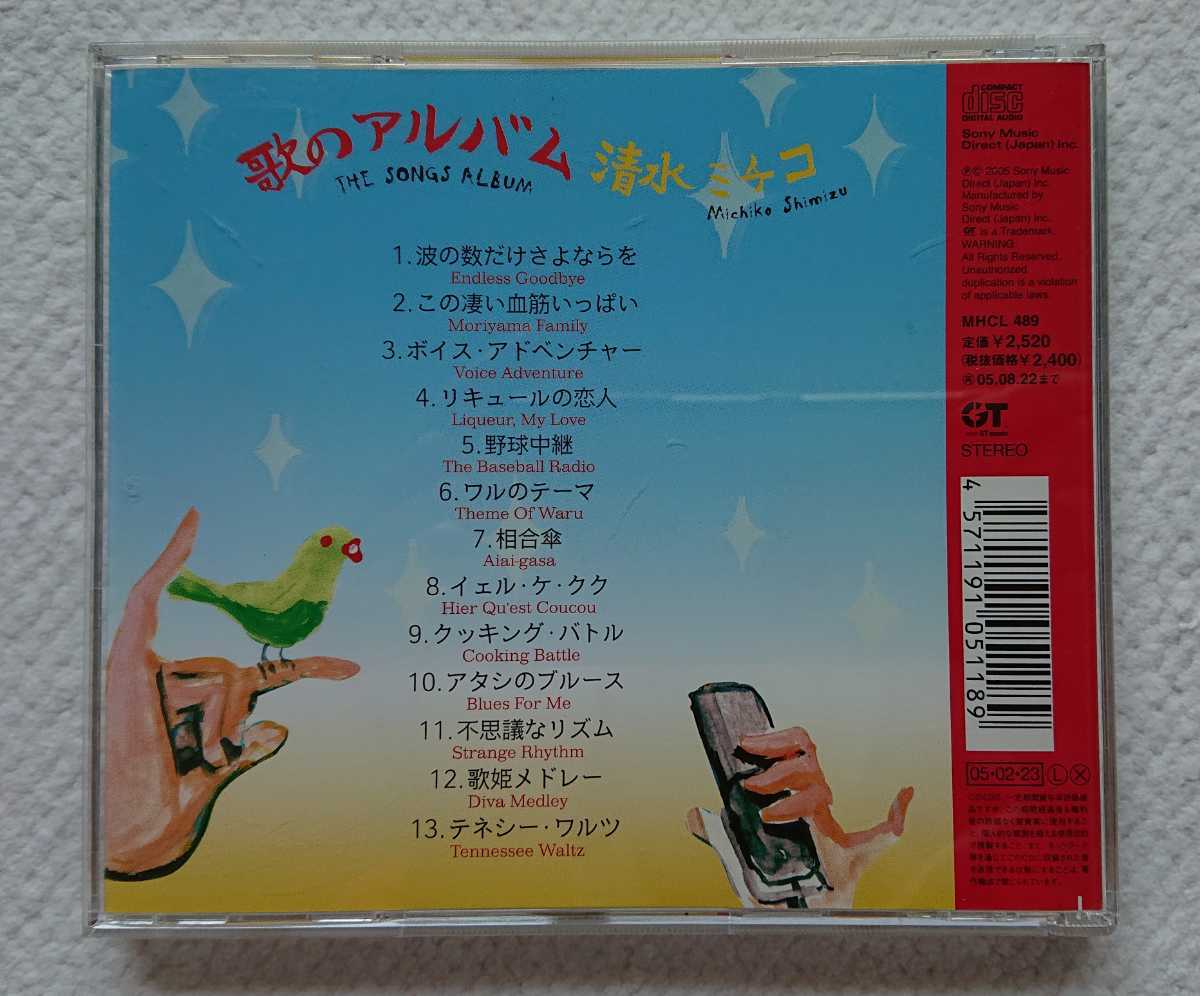 歌のアルバム
THE SONGS ALBUM
清水ミチコ
Michiko Shimizu
1.波の数だけさよならを
Endless Goodbye
2.この凄い血筋いっぱい
Moriyama Family
3.ボイス・アドベンチャー
Voice Adventure
4.リキュールの恋人
Liqueur, My Love
5.野球中継
The Baseball Radio
6.ワルのテーマ
Theme Of Waru
7.相合傘
Aiai-gasa
8.イェル・ケ・クク
Hier Qu'est Coucou
9.クッキング・バトル
Cooking Battle
10.アタシのブルース
Blues For Me
11.不思議なリズム
Strange Rhythm
12.歌姫メドレー
Diva Medley
13.テネシー・ワルツ
Tennessee Waltz
COMPACT
disc
DIGITAL AUDIO
Sony Music
Direct (Japan) Inc.
℗© 2005 Sony Music
Direct (Japan) Inc.
Manufactured by
Sony Music
Direct (Japan) Inc.
GT is a Trademark.
WARNING:
All Rights Reserved.
Unauthorized
duplication is a violation
of applicable laws.
MHCL 489
定価￥2,520
(税抜価格￥2,400)
Ⓡ05.08.22まで
GT
STEREO
4 571191 051189
05・02・23 Ⓛ Ⓧ